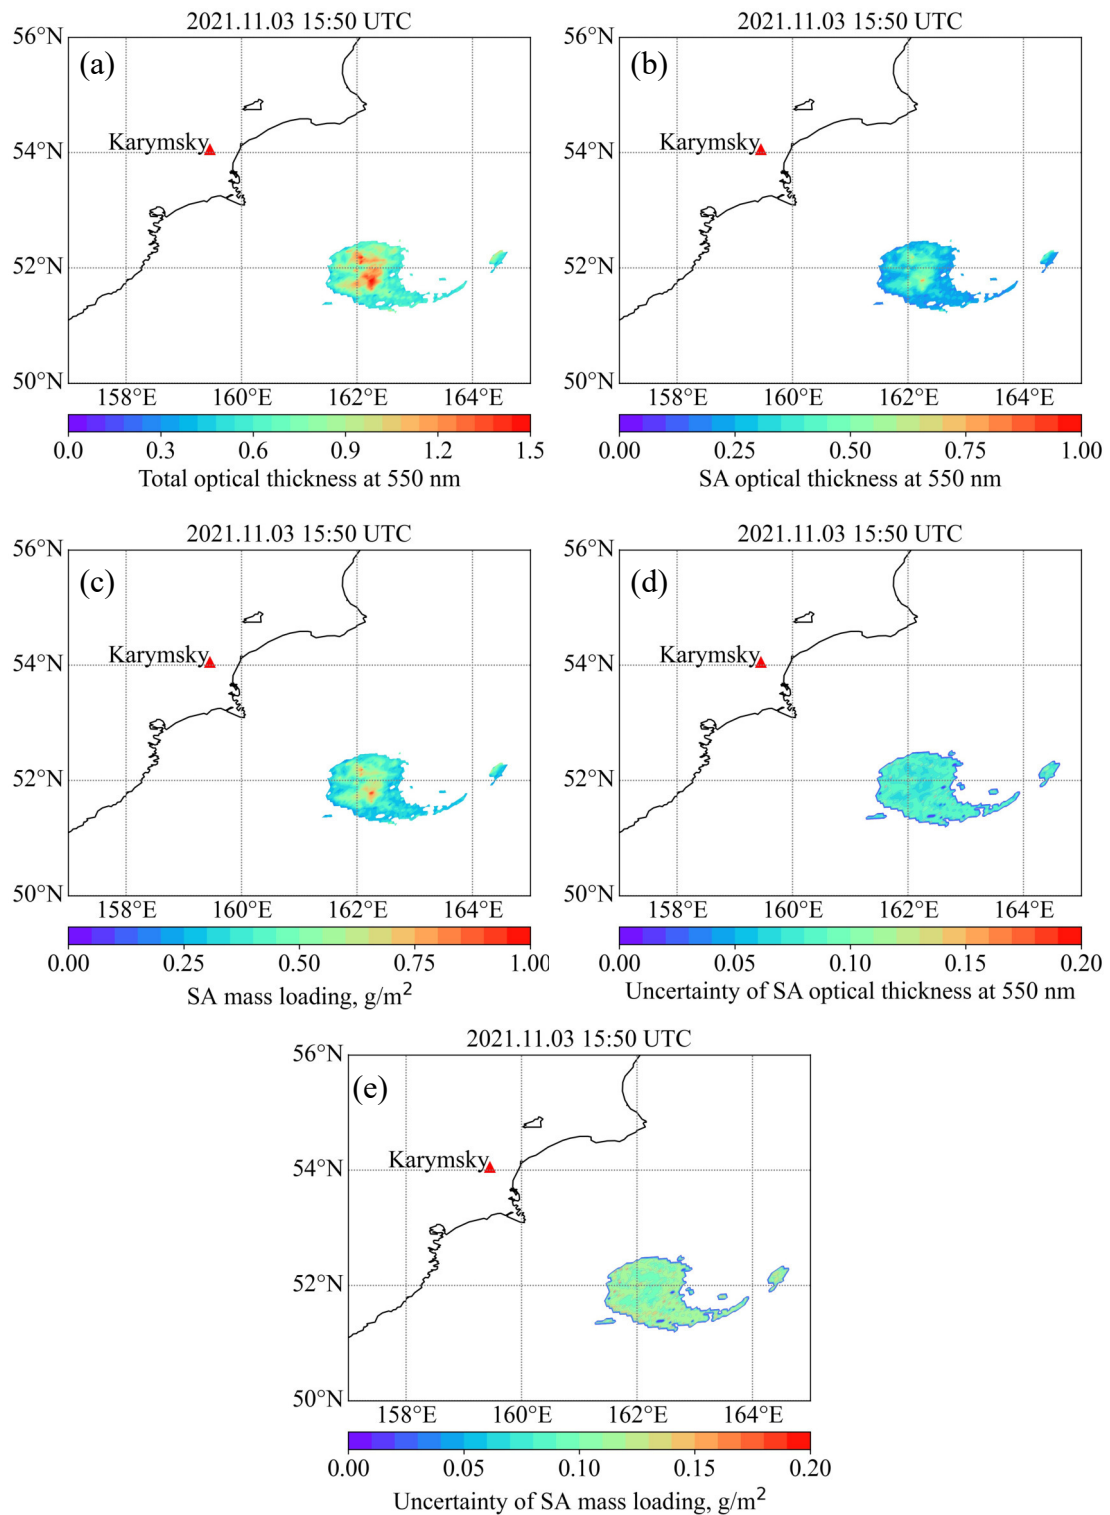 2021.11.03 15:50 UTC
56°N
(a)
Karymsky
54°N
52°N
50°N
158°E 160°E 162°E 164°E
0.0 0.3 0.6 0.9 1.2 1.5
Total optical thickness at 550 nm
2021.11.03 15:50 UTC
56°N
(b)
Karymsky
54°N
52°N
50°N
158°E 160°E 162°E 164°E
0.00 0.25 0.50 0.75 1.00
SA optical thickness at 550 nm
2021.11.03 15:50 UTC
56°N
(c)
Karymsky
54°N
52°N
50°N
158°E 160°E 162°E 164°E
0.00 0.25 0.50 0.75 1.00
SA mass loading, g/m²
2021.11.03 15:50 UTC
56°N
(d)
Karymsky
54°N
52°N
50°N
158°E 160°E 162°E 164°E
0.00 0.05 0.10 0.15 0.20
Uncertainty of SA optical thickness at 550 nm
2021.11.03 15:50 UTC
56°N
(e)
Karymsky
54°N
52°N
50°N
158°E 160°E 162°E 164°E
0.00 0.05 0.10 0.15 0.20
Uncertainty of SA mass loading, g/m²